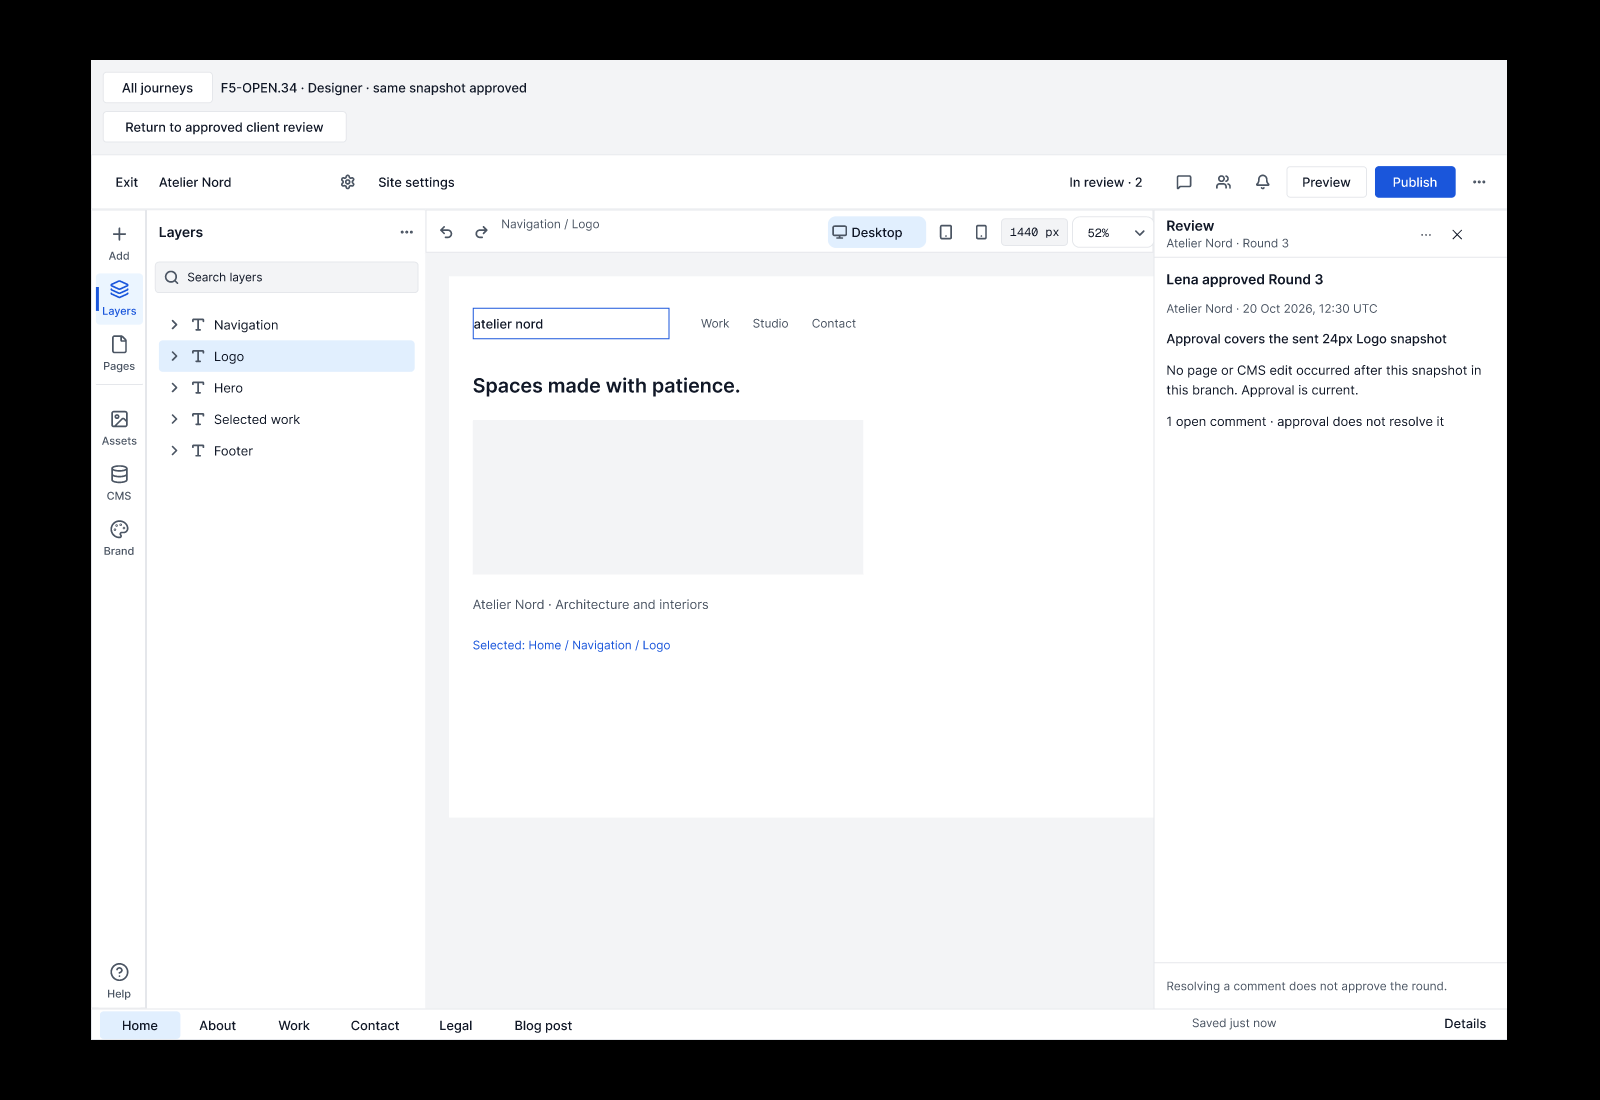 All journeys
F5-OPEN.34 · Designer · same snapshot approved
Return to approved client review
Exit
Atelier Nord
Site settings
In review · 2
Preview
Publish
Add
Layers
Pages
Assets
CMS
Brand
Help
Layers
Search layers
Navigation
Logo
Hero
Selected work
Footer
Navigation / Logo
Desktop
1440 px
52%
atelier nord
Work
Studio
Contact
Spaces made with patience.
Atelier Nord · Architecture and interiors
Selected: Home / Navigation / Logo
Review
Atelier Nord · Round 3
Lena approved Round 3
Atelier Nord · 20 Oct 2026, 12:30 UTC
Approval covers the sent 24px Logo snapshot
No page or CMS edit occurred after this snapshot in
this branch. Approval is current.
1 open comment · approval does not resolve it
Resolving a comment does not approve the round.
Home
About
Work
Contact
Legal
Blog post
Saved just now
Details